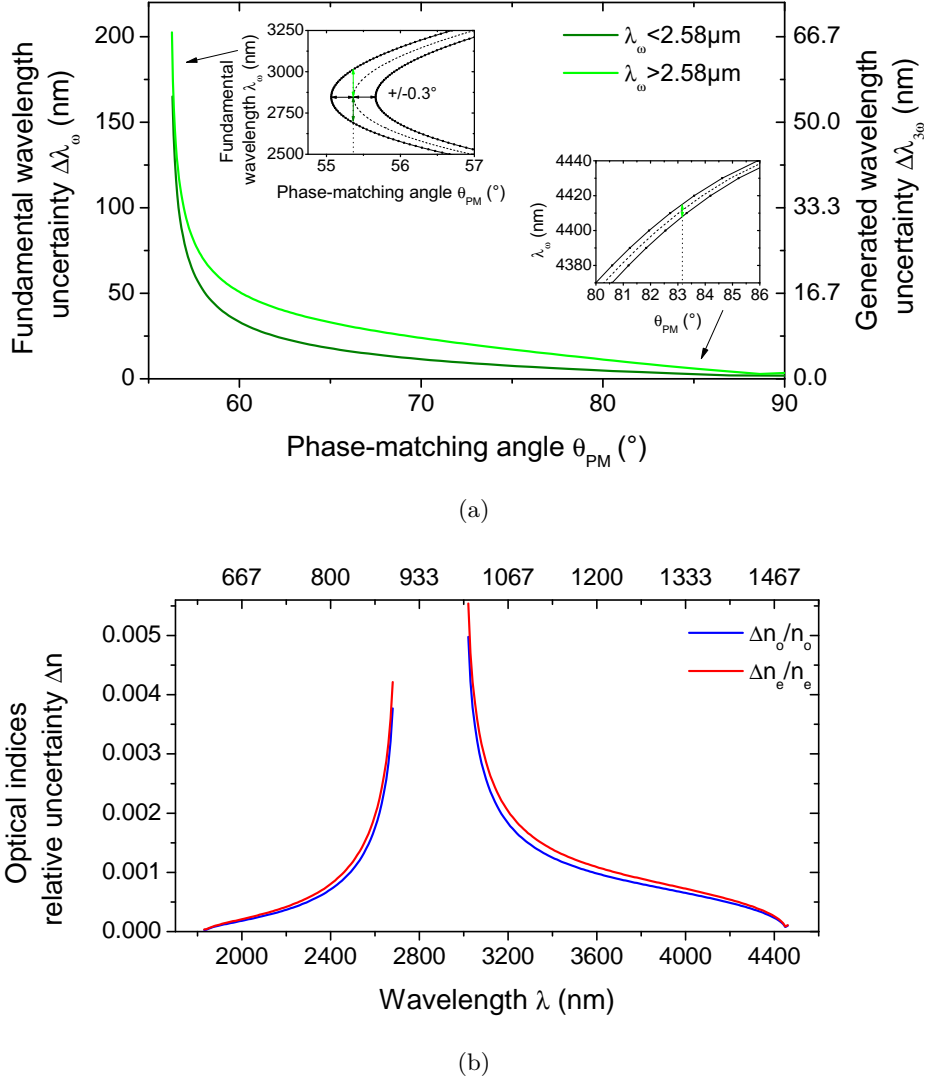 λω <2.58µm
λω >2.58µm
Fundamental wavelength
uncertainty Δλω (nm)
200
150
100
50
0
60
70
80
90
Phase-matching angle θPM (°)
66.7
50.0
33.3
16.7
0.0
Generated wavelength
uncertainty Δλ3ω (nm)
Fundamental
wavelength λω (nm)
3250
3000
2750
2500
+/-0.3°
55
56
57
Phase-matching angle θPM (°)
λω (nm)
4440
4420
4400
4380
80 81 82 83 84 85 86
θPM (°)
(a)
667 800 933 1067 1200 1333 1467
Optical indices
relative uncertainty Δn
0.005
0.004
0.003
0.002
0.001
0.000
Δno/no
Δne/ne
2000 2400 2800 3200 3600 4000 4400
Wavelength λ (nm)
(b)